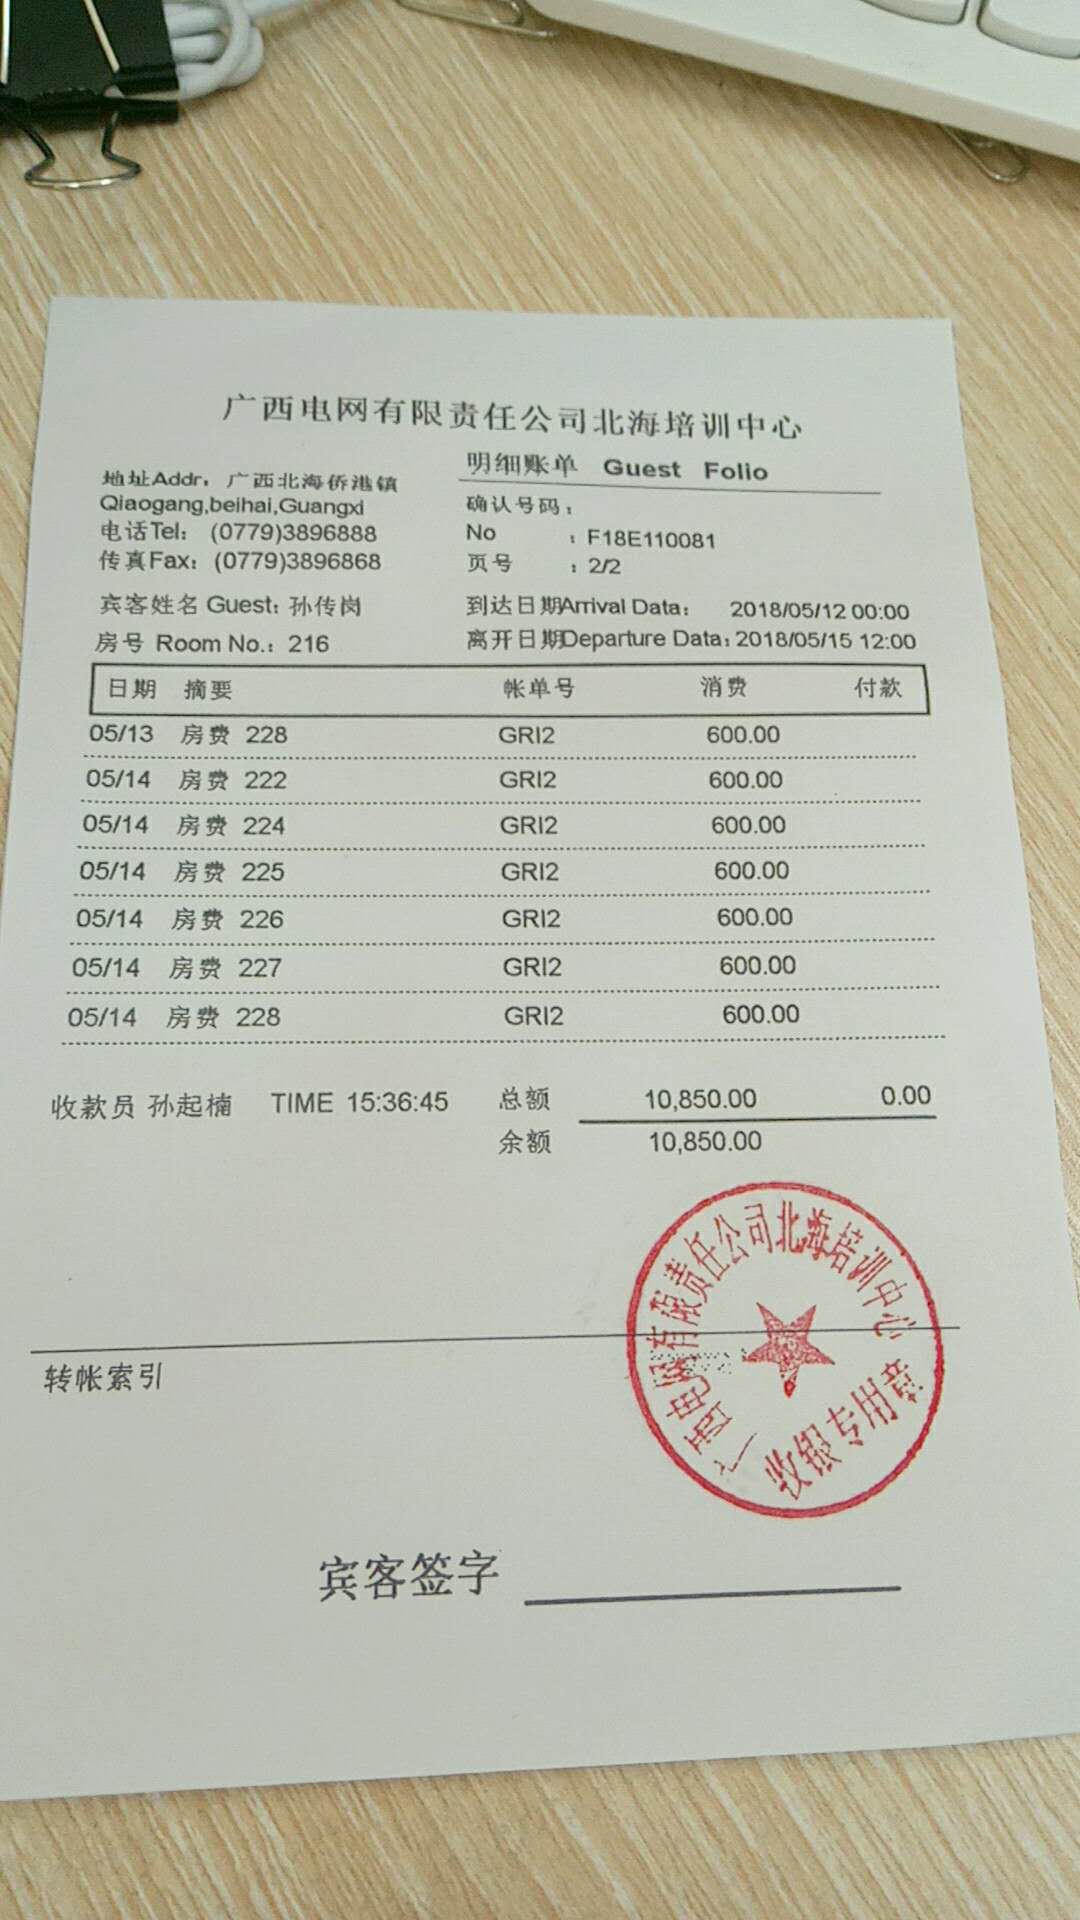 广西电网有限责任公司北海培训中心
明细账单 Guest Folio
地址Addr: 广西北海侨港镇
Qiaogang,beihai,Guangxi
电话Tel: (0779)3896888
传真Fax: (0779)3896868
确认号码:
No : F18E110081
页号 : 2/2
宾客姓名 Guest: 孙传岗
到达日期Arrival Data: 2018/05/12 00:00
房号 Room No.: 216
离开日期Departure Data: 2018/05/15 12:00
日期 摘要 帐单号 消费 付款
05/13 房费 228 GRI2 600.00
05/14 房费 222 GRI2 600.00
05/14 房费 224 GRI2 600.00
05/14 房费 225 GRI2 600.00
05/14 房费 226 GRI2 600.00
05/14 房费 227 GRI2 600.00
05/14 房费 228 GRI2 600.00
收款员 孙起楠 TIME 15:36:45 总额 10,850.00 0.00
余额 10,850.00
广西电网有限责任公司北海培训中心
收银专用章
转帐索引
宾客签字